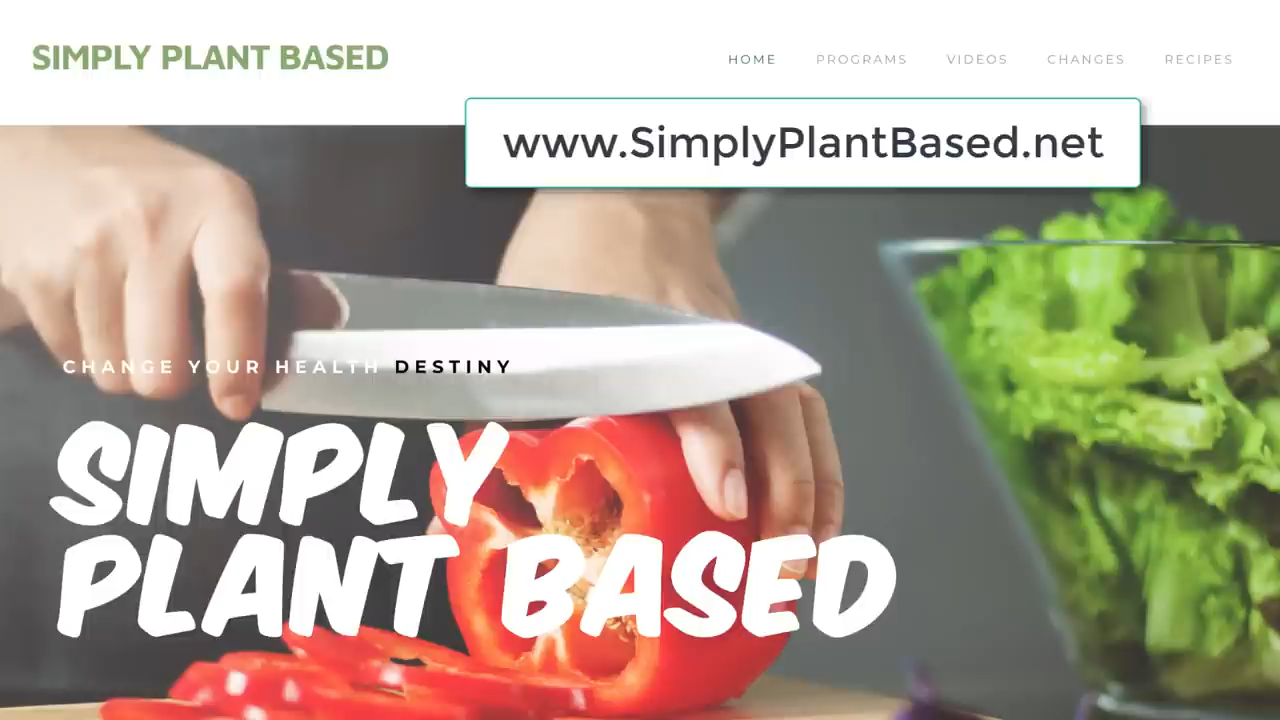 SIMPLY PLANT BASED
HOME PROGRAMS VIDEOS CHANGES RECIPES
www.SimplyPlantBased.net
CHANGE YOUR HEALTH DESTINY
SIMPLY
PLANT BASED